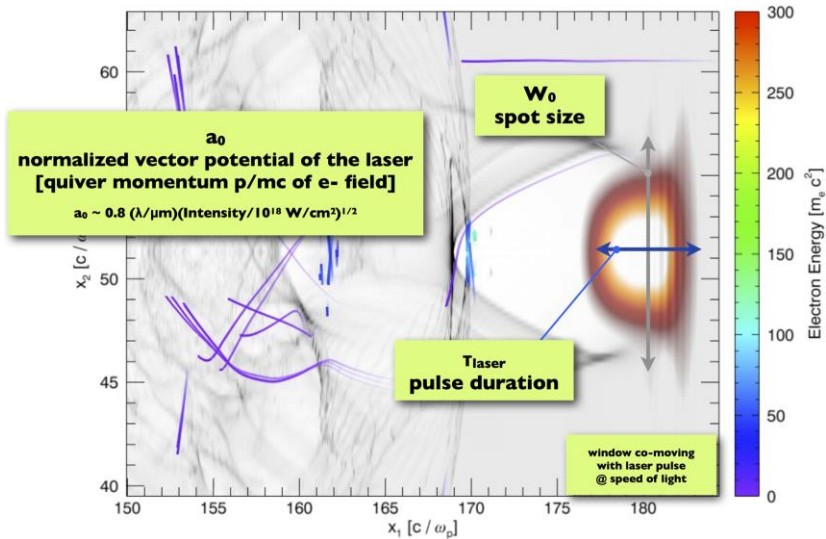 60
55
50
45
40
x₂ [c / ω
150
155
160
165
170
175
180
x₁ [c / ωₚ]
a₀
normalized vector potential of the laser
[quiver momentum p/mc of e- field]
a₀ ~ 0.8 (λ/μm)(Intensity/10¹⁸ W/cm²)¹/²
W₀
spot size
τlaser
pulse duration
window co-moving
with laser pulse
@ speed of light
300
250
200
150
100
50
0
Electron Energy [mₑ c²]